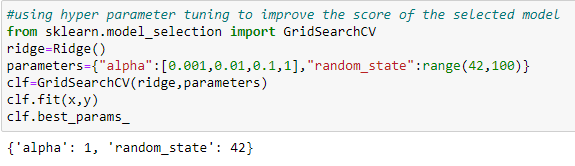 #using hyper parameter tuning to improve the score of the selected model
from sklearn.model_selection import GridSearchCV
ridge=Ridge()
parameters={"alpha":[0.001,0.01,0.1,1],"random_state":range(42,100)}
clf=GridSearchCV(ridge,parameters)
clf.fit(x,y)
clf.best_params_
{'alpha': 1, 'random_state': 42}